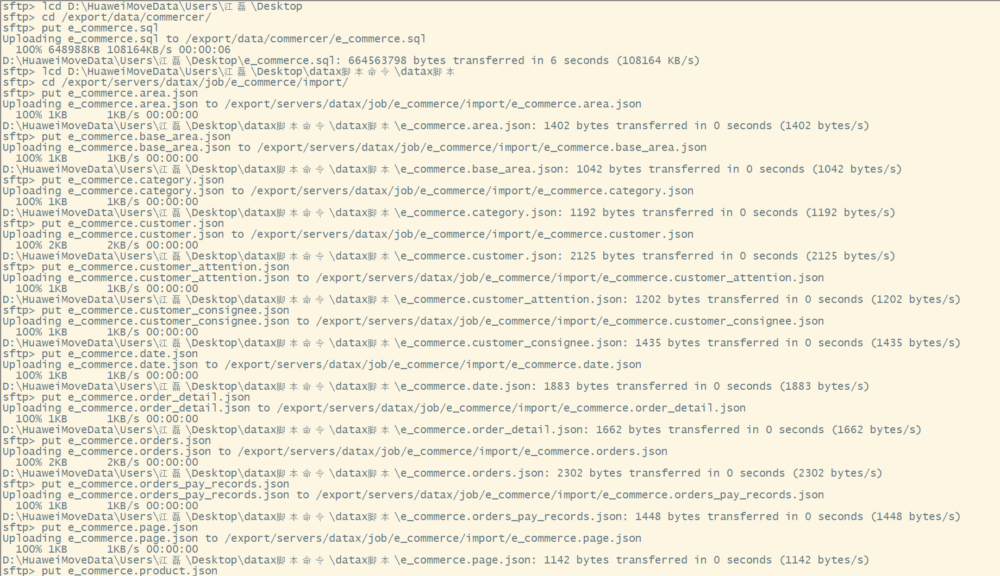 sftp> lcd D:\HuaweiMoveData\Users\江磊\Desktop
sftp> cd /export/data/commercer/
sftp> put e_commerce.sql
Uploading e_commerce.sql to /export/data/commercer/e_commerce.sql
  100% 648988KB 108164KB/s 00:00:06
D:\HuaweiMoveData\Users\江磊\Desktop\e_commerce.sql: 664563798 bytes transferred in 6 seconds (108164 KB/s)
sftp> lcd D:\HuaweiMoveData\Users\江磊\Desktop\datax脚本命令\datax脚本
sftp> cd /export/servers/datax/job/e_commerce/import/
sftp> put e_commerce.area.json
Uploading e_commerce.area.json to /export/servers/datax/job/e_commerce/import/e_commerce.area.json
  100% 1KB      1KB/s 00:00:00
D:\HuaweiMoveData\Users\江磊\Desktop\datax脚本命令\datax脚本\e_commerce.area.json: 1402 bytes transferred in 0 seconds (1402 bytes/s)
sftp> put e_commerce.base_area.json
Uploading e_commerce.base_area.json to /export/servers/datax/job/e_commerce/import/e_commerce.base_area.json
  100% 1KB      1KB/s 00:00:00
D:\HuaweiMoveData\Users\江磊\Desktop\datax脚本命令\datax脚本\e_commerce.base_area.json: 1042 bytes transferred in 0 seconds (1042 bytes/s)
sftp> put e_commerce.category.json
Uploading e_commerce.category.json to /export/servers/datax/job/e_commerce/import/e_commerce.category.json
  100% 1KB      1KB/s 00:00:00
D:\HuaweiMoveData\Users\江磊\Desktop\datax脚本命令\datax脚本\e_commerce.category.json: 1192 bytes transferred in 0 seconds (1192 bytes/s)
sftp> put e_commerce.customer.json
Uploading e_commerce.customer.json to /export/servers/datax/job/e_commerce/import/e_commerce.customer.json
  100% 2KB      2KB/s 00:00:00
D:\HuaweiMoveData\Users\江磊\Desktop\datax脚本命令\datax脚本\e_commerce.customer.json: 2125 bytes transferred in 0 seconds (2125 bytes/s)
sftp> put e_commerce.customer_attention.json
Uploading e_commerce.customer_attention.json to /export/servers/datax/job/e_commerce/import/e_commerce.customer_attention.json
  100% 1KB      1KB/s 00:00:00
D:\HuaweiMoveData\Users\江磊\Desktop\datax脚本命令\datax脚本\e_commerce.customer_attention.json: 1202 bytes transferred in 0 seconds (1202 bytes/s)
sftp> put e_commerce.customer_consignee.json
Uploading e_commerce.customer_consignee.json to /export/servers/datax/job/e_commerce/import/e_commerce.customer_consignee.json
  100% 1KB      1KB/s 00:00:00
D:\HuaweiMoveData\Users\江磊\Desktop\datax脚本命令\datax脚本\e_commerce.customer_consignee.json: 1435 bytes transferred in 0 seconds (1435 bytes/s)
sftp> put e_commerce.date.json
Uploading e_commerce.date.json to /export/servers/datax/job/e_commerce/import/e_commerce.date.json
  100% 1KB      1KB/s 00:00:00
D:\HuaweiMoveData\Users\江磊\Desktop\datax脚本命令\datax脚本\e_commerce.date.json: 1883 bytes transferred in 0 seconds (1883 bytes/s)
sftp> put e_commerce.order_detail.json
Uploading e_commerce.order_detail.json to /export/servers/datax/job/e_commerce/import/e_commerce.order_detail.json
  100% 1KB      1KB/s 00:00:00
D:\HuaweiMoveData\Users\江磊\Desktop\datax脚本命令\datax脚本\e_commerce.order_detail.json: 1662 bytes transferred in 0 seconds (1662 bytes/s)
sftp> put e_commerce.orders.json
Uploading e_commerce.orders.json to /export/servers/datax/job/e_commerce/import/e_commerce.orders.json
  100% 2KB      2KB/s 00:00:00
D:\HuaweiMoveData\Users\江磊\Desktop\datax脚本命令\datax脚本\e_commerce.orders.json: 2302 bytes transferred in 0 seconds (2302 bytes/s)
sftp> put e_commerce.orders_pay_records.json
Uploading e_commerce.orders_pay_records.json to /export/servers/datax/job/e_commerce/import/e_commerce.orders_pay_records.json
  100% 1KB      1KB/s 00:00:00
D:\HuaweiMoveData\Users\江磊\Desktop\datax脚本命令\datax脚本\e_commerce.orders_pay_records.json: 1448 bytes transferred in 0 seconds (1448 bytes/s)
sftp> put e_commerce.page.json
Uploading e_commerce.page.json to /export/servers/datax/job/e_commerce/import/e_commerce.page.json
  100% 1KB      1KB/s 00:00:00
D:\HuaweiMoveData\Users\江磊\Desktop\datax脚本命令\datax脚本\e_commerce.page.json: 1142 bytes transferred in 0 seconds (1142 bytes/s)
sftp> put e_commerce.product.json